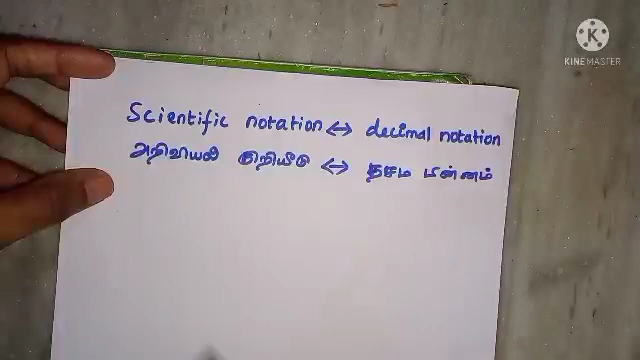 KINEMASTER
Scientific notation ↔ decimal notation
அறிவியல் குறியீடு ↔ தசம பின்னம்